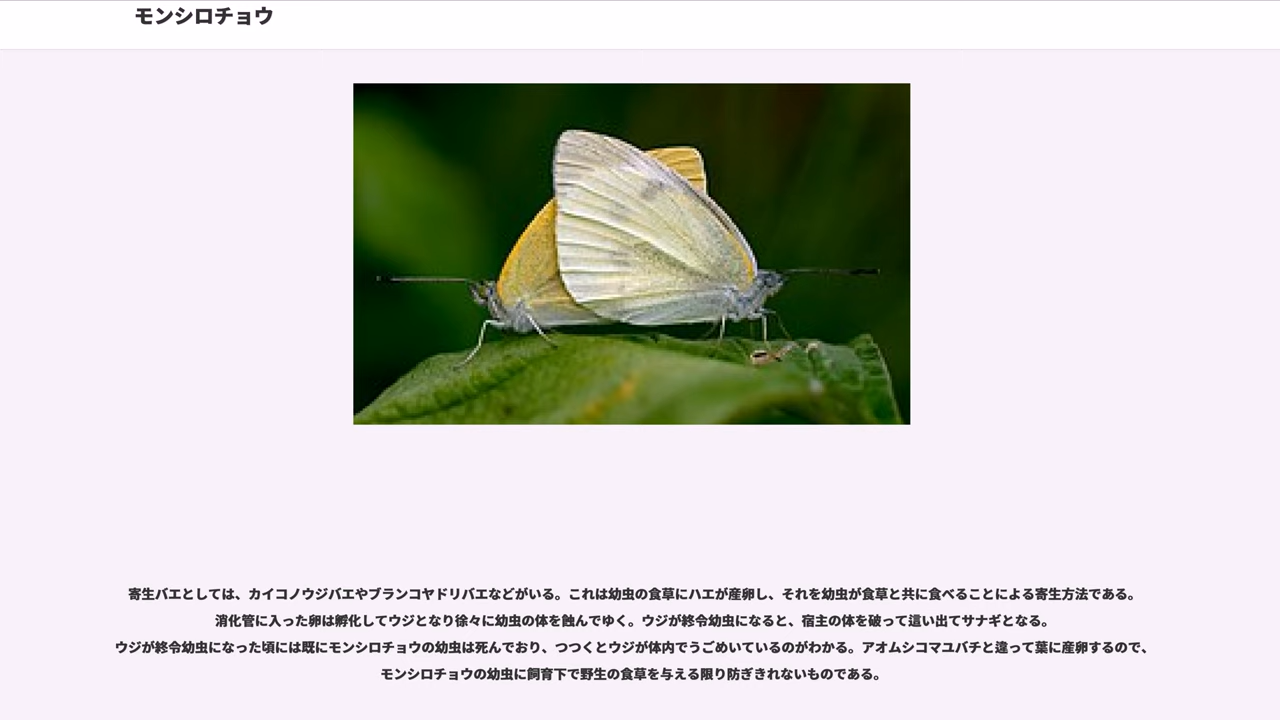 モンシロチョウ
寄生バエとしては、カイコノウジバエやブランコヤドリバエなどがいる。これは幼虫の食草にハエが産卵し、それを幼虫が食草と共に食べることによる寄生方法である。
消化管に入った卵は孵化してウジとなり徐々に幼虫の体を蝕んでゆく。ウジが終令幼虫になると、宿主の体を破って這い出てサナギとなる。
ウジが終令幼虫になった頃には既にモンシロチョウの幼虫は死んでおり、つつくとウジが体内でうごめいているのがわかる。アオムシコマユバチと違って葉に産卵するので、
モンシロチョウの幼虫に飼育下で野生の食草を与える限り防ぎきれないものである。